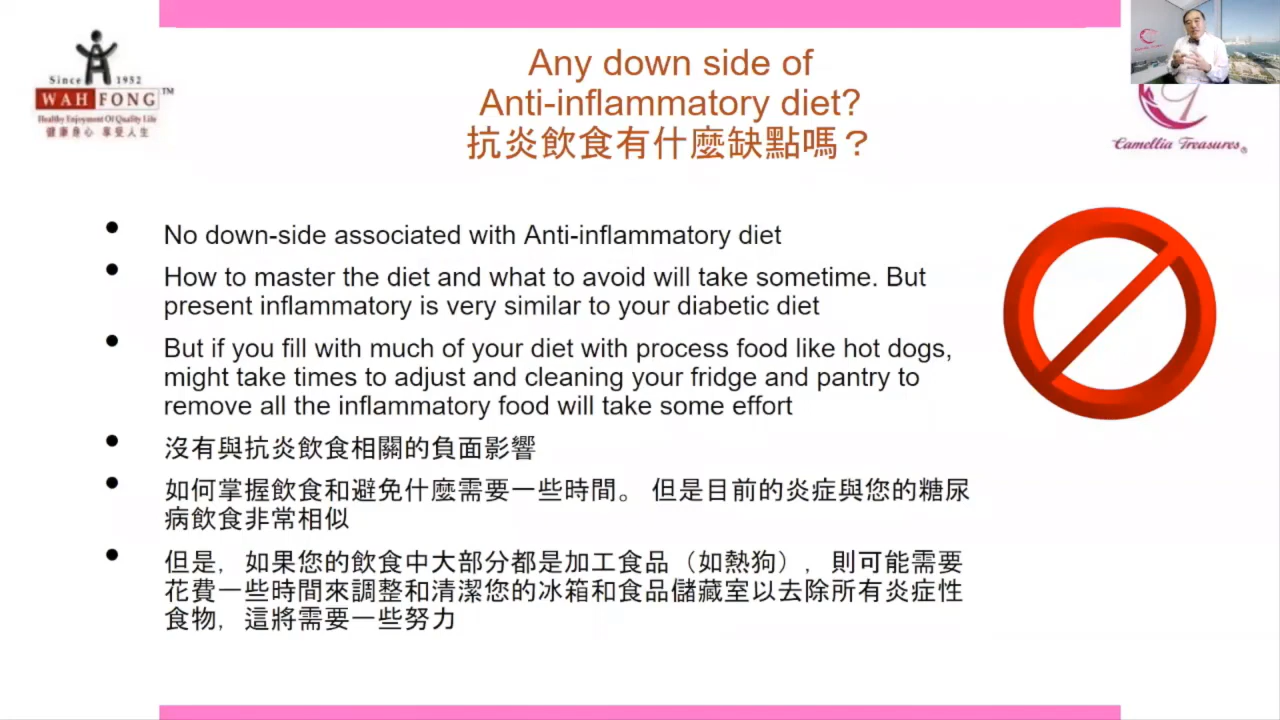 Since 1952
WAH FONG TM
Healthy Enjoyment Of Quality Life
健康身心 享受人生
Any down side of
Anti-inflammatory diet?
抗炎飲食有什麼缺點嗎？
Camellia Treasures®
No down-side associated with Anti-inflammatory diet
How to master the diet and what to avoid will take sometime. But
present inflammatory is very similar to your diabetic diet
But if you fill with much of your diet with process food like hot dogs,
might take times to adjust and cleaning your fridge and pantry to
remove all the inflammatory food will take some effort
沒有與抗炎飲食相關的負面影響
如何掌握飲食和避免什麼需要一些時間。 但是目前的炎症與您的糖尿
病飲食非常相似
但是，如果您的飲食中大部分都是加工食品（如熱狗），則可能需要
花費一些時間來調整和清潔您的冰箱和食品儲藏室以去除所有炎症性
食物，這將需要一些努力